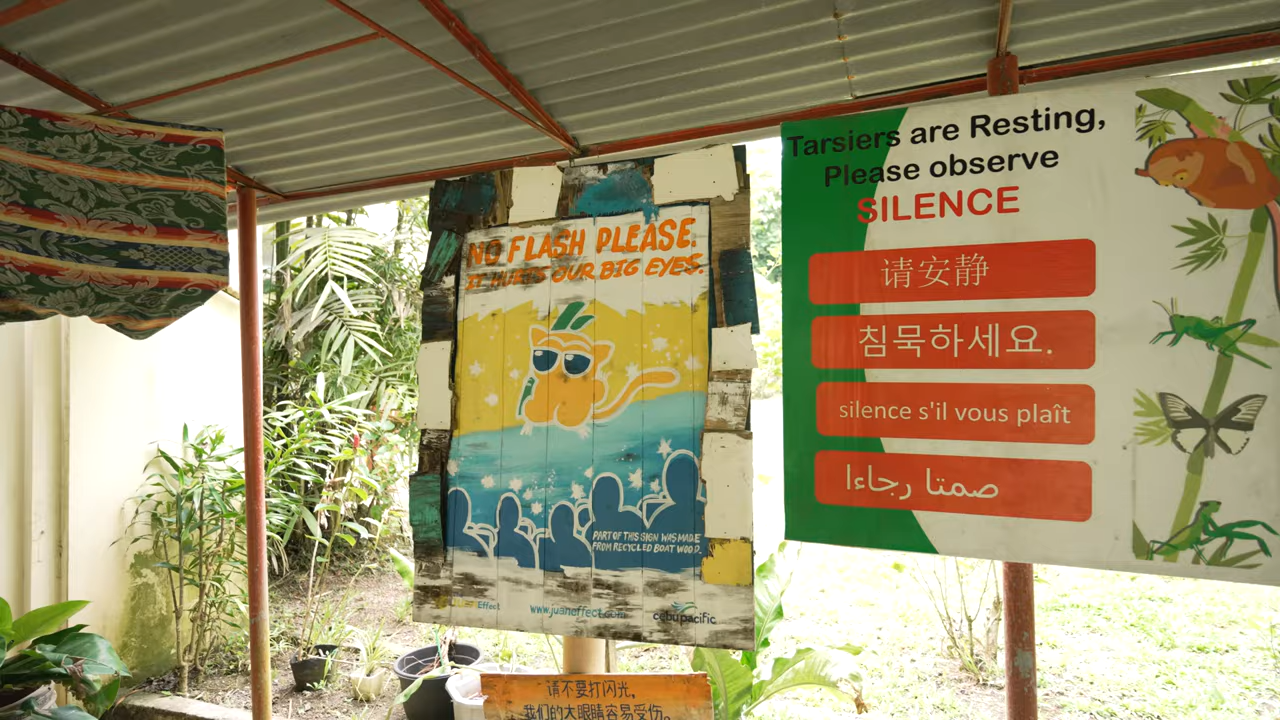 NO FLASH PLEASE.
IT HURTS OUR BIG EYES.
PART OF THIS SIGN WAS MADE
FROM RECYCLED BOAT WOOD.
Effect
www.juaneffect.com
cebu pacific
请不要打闪光,
我们的大眼睛容易受伤。
Tarsiers are Resting,
Please observe
SILENCE
请安静
침묵하세요.
silence s'il vous plaît
صمتا رجاءا